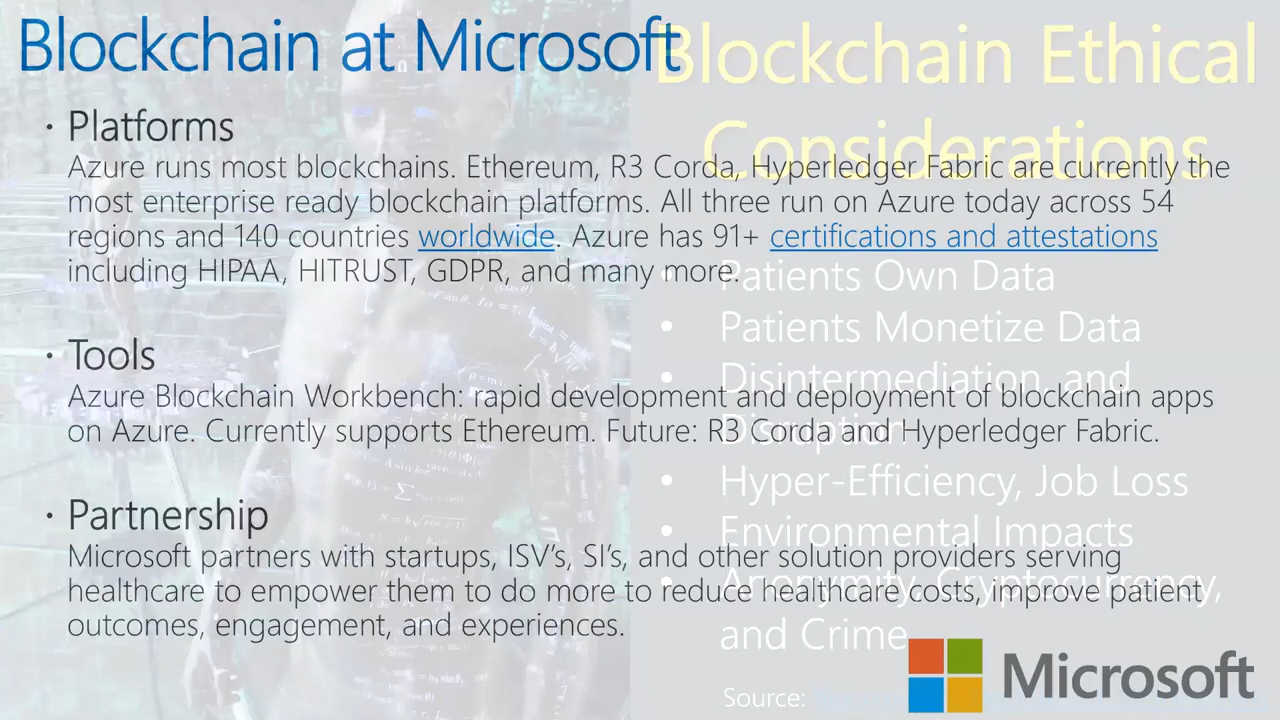 Blockchain at Microsoft
· Platforms
Azure runs most blockchains. Ethereum, R3 Corda, Hyperledger Fabric are currently the
most enterprise ready blockchain platforms. All three run on Azure today across 54
regions and 140 countries worldwide. Azure has 91+ certifications and attestations
including HIPAA, HITRUST, GDPR, and many more.
· Tools
Azure Blockchain Workbench: rapid development and deployment of blockchain apps
on Azure. Currently supports Ethereum. Future: R3 Corda and Hyperledger Fabric.
· Partnership
Microsoft partners with startups, ISV's, SI's, and other solution providers serving
healthcare to empower them to do more to reduce healthcare costs, improve patient
outcomes, engagement, and experiences.
Microsoft
Blockchain Ethical
Considerations
• Patients Own Data
• Patients Monetize Data
• Disintermediation, and
Disruption
• Hyper-Efficiency, Job Loss
• Environmental Impacts
• Anonymity, Cryptocurrency,
and Crime
Source: